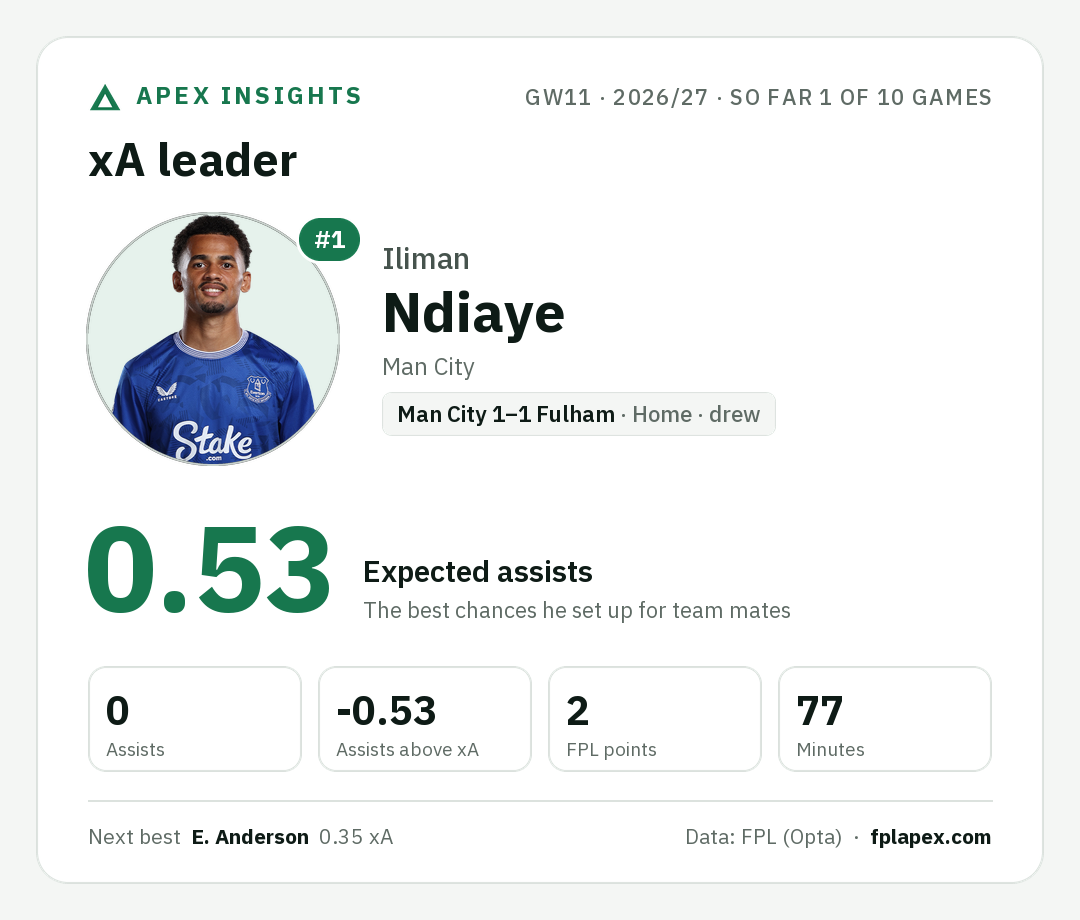 APEX INSIGHTS
GW11 · 2026/27 · SO FAR 1 OF 10 GAMES
xA leader
#1
Iliman
Ndiaye
Man City
Man City 1–1 Fulham · Home · drew
Stake
.com
0.53
Expected assists
The best chances he set up for team mates
0
Assists
-0.53
Assists above xA
2
FPL points
77
Minutes
Next best E. Anderson 0.35 xA
Data: FPL (Opta) · fplapex.com